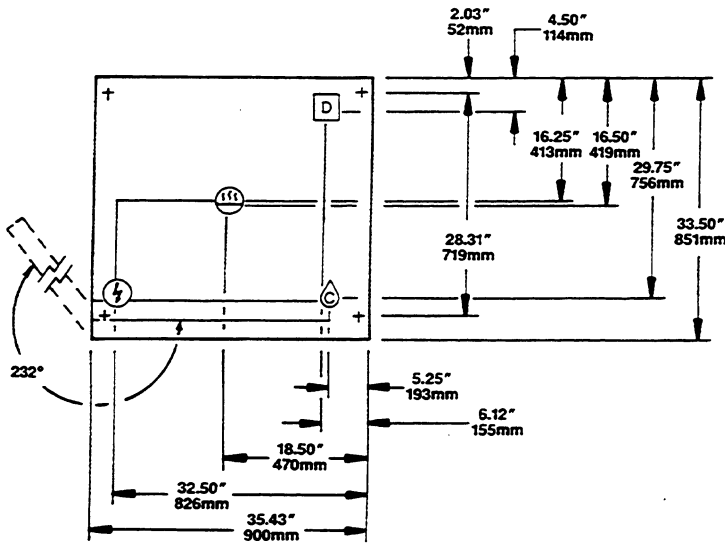 2.03"
52mm
4.50"
114mm
D
16.25"
413mm
16.50"
419mm
29.75"
756mm
33.50"
851mm
28.31"
719mm
C
232°
5.25"
193mm
6.12"
155mm
18.50"
470mm
32.50"
826mm
35.43"
900mm